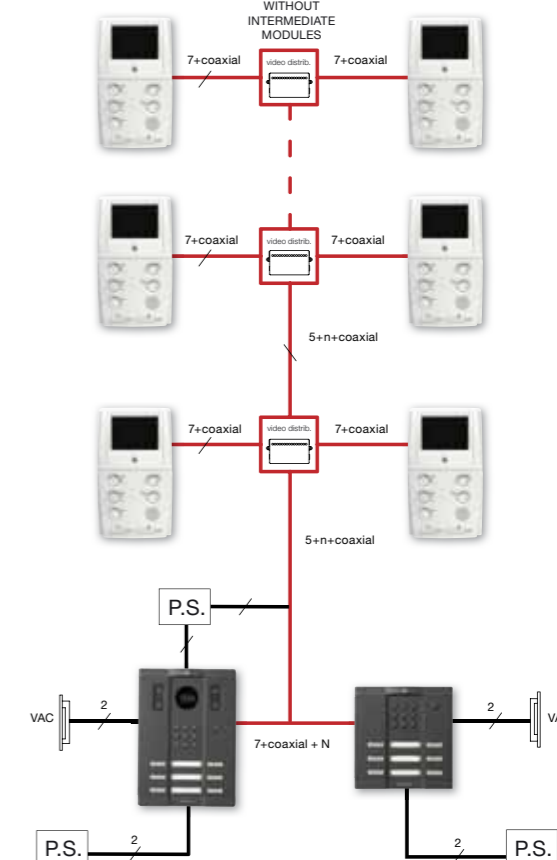 WITHOUT
INTERMEDIATE
MODULES
7+coaxial
video distrib.
7+coaxial
7+coaxial
video distrib.
7+coaxial
5+n+coaxial
7+coaxial
video distrib.
7+coaxial
5+n+coaxial
P.S.
VAC
2
2
7+coaxial + N
P.S.
2
2
P.S.